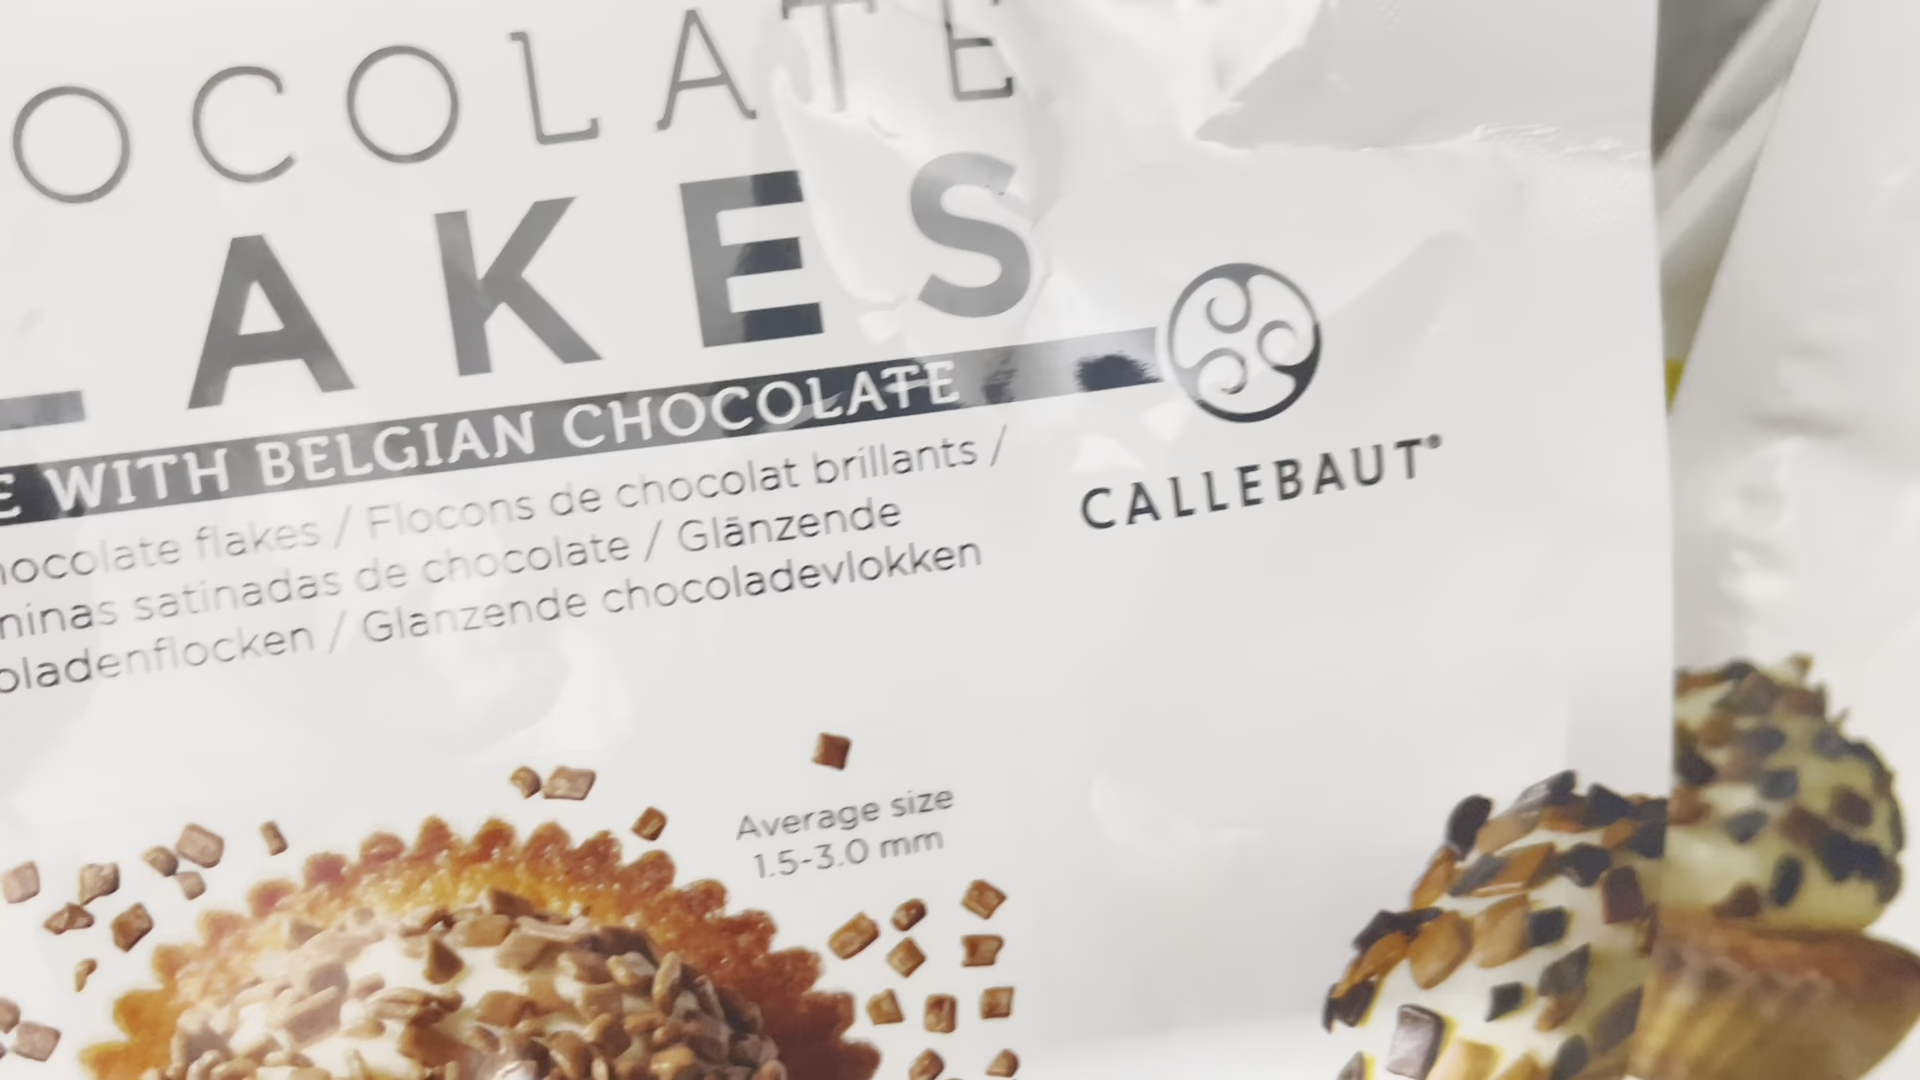 OCOLATE
LAKES
E WITH BELGIAN CHOCOLATE
hocolate flakes / Flocons de chocolat brillants /
minas satinadas de chocolate / Glänzende
oladenflocken / Glanzende chocoladevlokken
CALLEBAUT®
Average size
1.5-3.0 mm